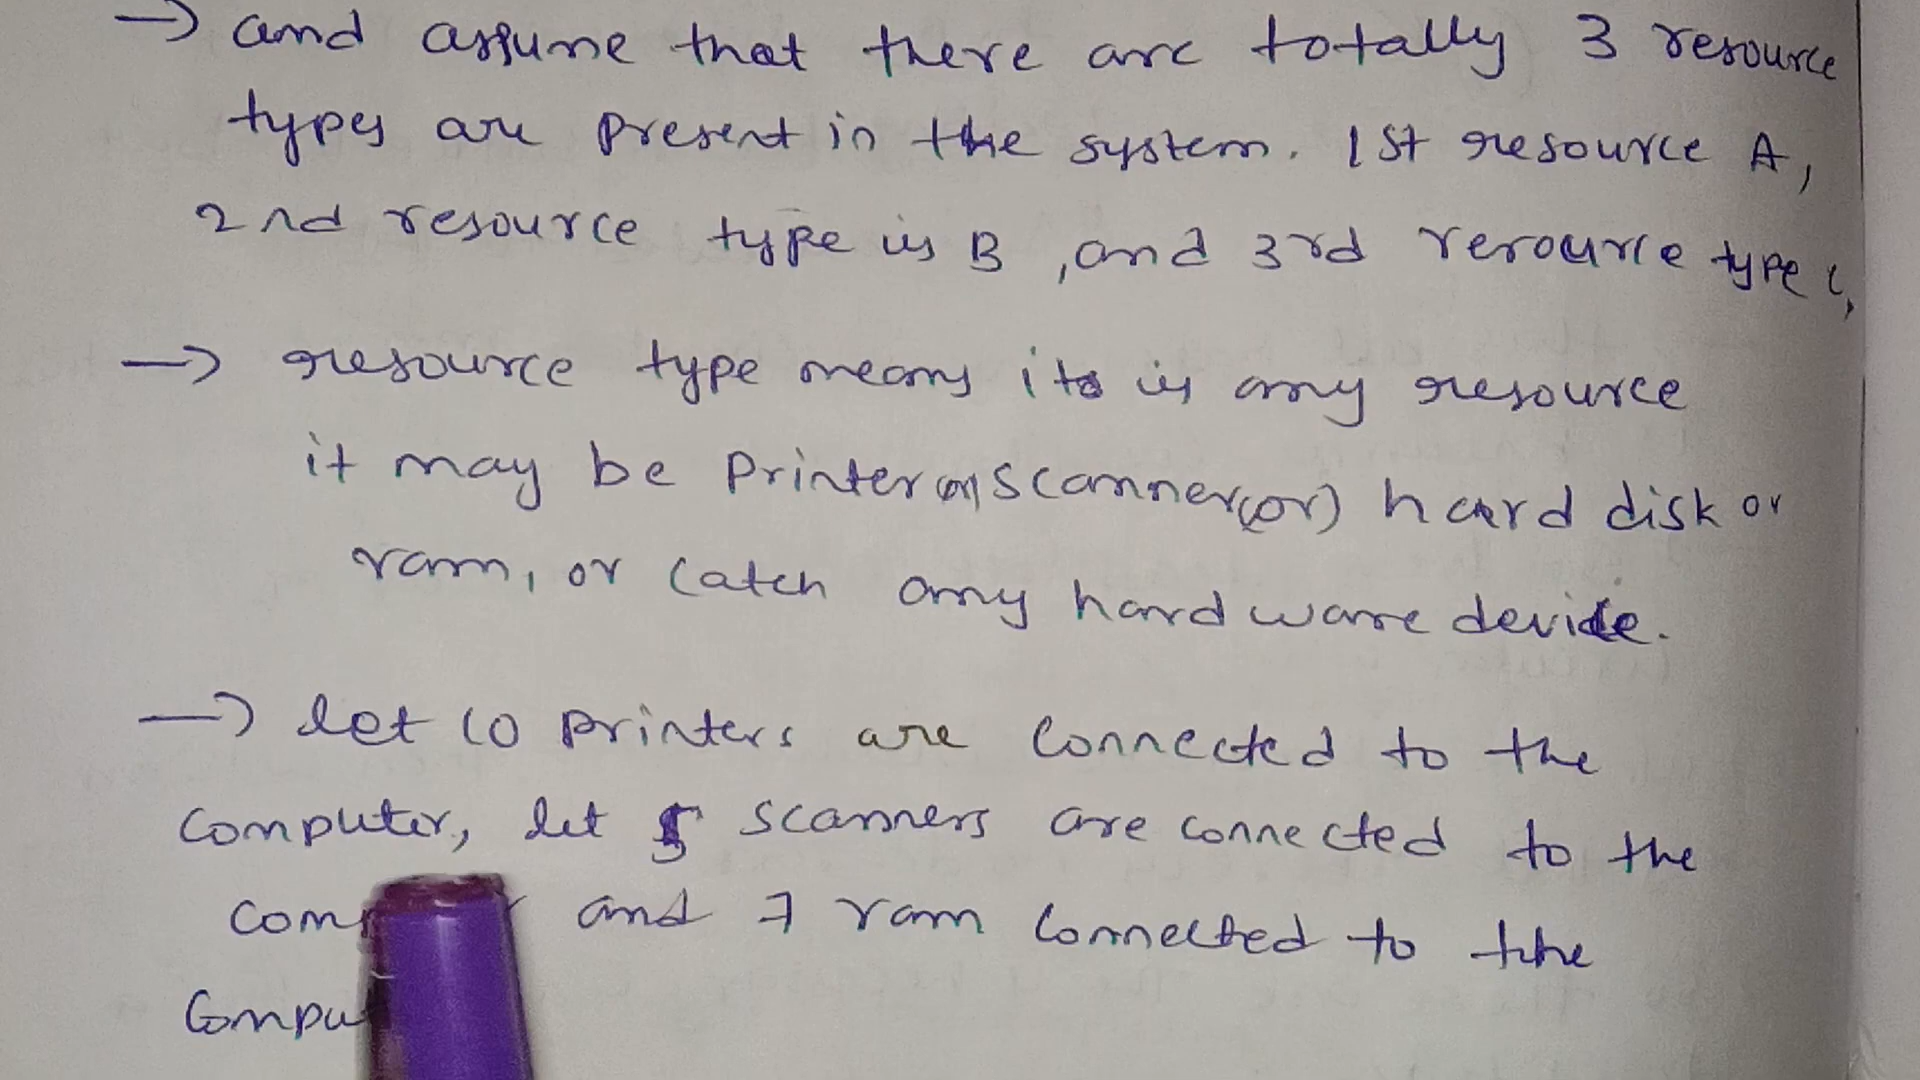 → and assume that there are totally 3 resource
types are present in the system. 1st resource A,
2nd resource type is B, and 3rd resource type C,
→ resource type means its is any resource
it may be printer (or) scanner (or) hard disk or
ram, or catch any hardware device.
→ let 10 printers are connected to the
computer, let 5 scanners are connected to the
and 7 ram connected to the